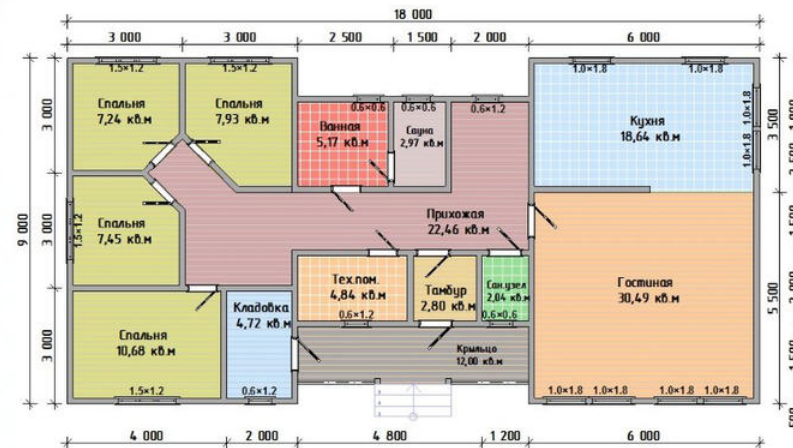 18 000
3 000
3 000
2 500
1 500
2 000
6 000
1.5×1.2
1.5×1.2
1.0×1.8
1.0×1.8
Спальня
7,24 кв.м
Спальня
7,93 кв.м
0.6×0.6
0.6×0.6
0.6×1.2
Ванная
5,17 кв.м
Сауна
2,97 кв.м
Кухня
18,64 кв.м
1.0×1.8
1.0×1.8
3 000
3 500
9 000
3 000
1.5×1.2
Спальня
7,45 кв.м
Прихожая
22,46 кв.м
Тех.пом.
4,84 кв.м
Тамбур
2,80 кв.м
Сан.узел
2,04 кв.м
Гостиная
30,49 кв.м
5 500
3 000
Спальня
10,68 кв.м
Кладовка
4,72 кв.м
0.6×1.2
0.6×0.6
Крыльцо
12,00 кв.м
1.5×1.2
0.6×1.2
1.0×1.8
1.0×1.8
1.0×1.8
1.0×1.8
4 000
2 000
4 800
1 200
6 000